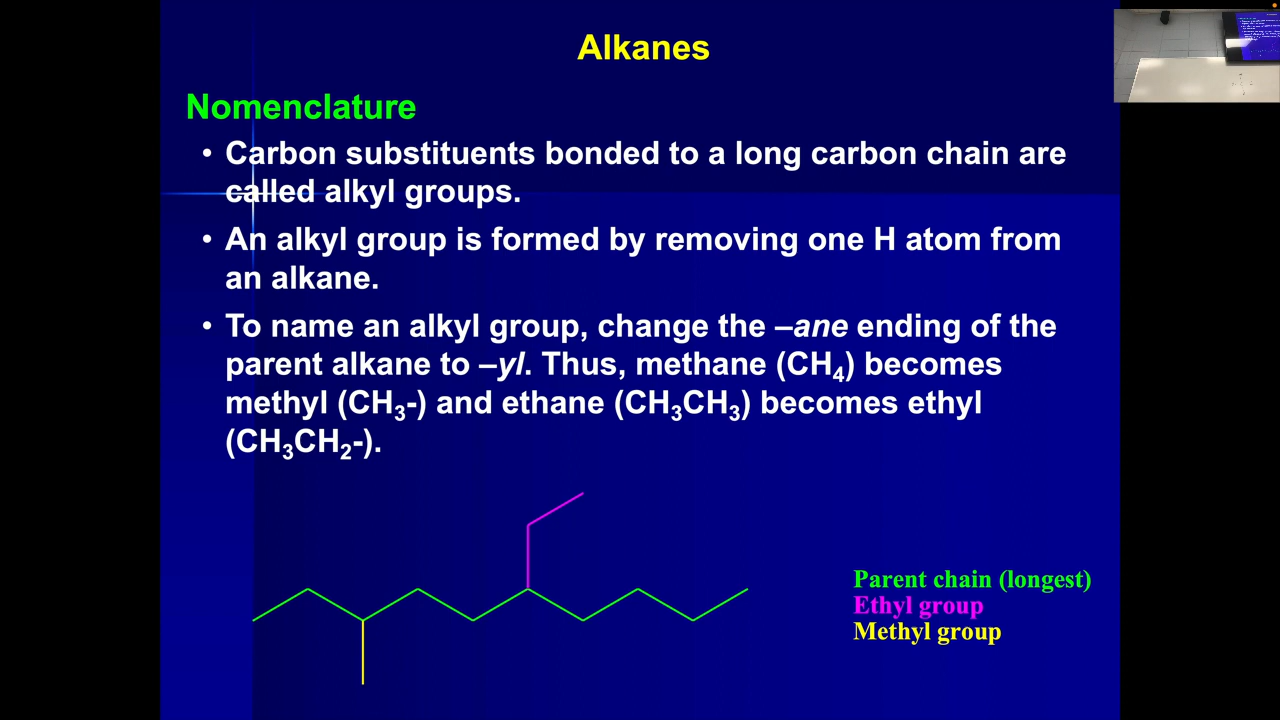 Alkanes
Nomenclature
• Carbon substituents bonded to a long carbon chain are
called alkyl groups.
• An alkyl group is formed by removing one H atom from
an alkane.
• To name an alkyl group, change the –ane ending of the
parent alkane to –yl. Thus, methane (CH₄) becomes
methyl (CH₃-) and ethane (CH₃CH₃) becomes ethyl
(CH₃CH₂-).
Parent chain (longest)
Ethyl group
Methyl group